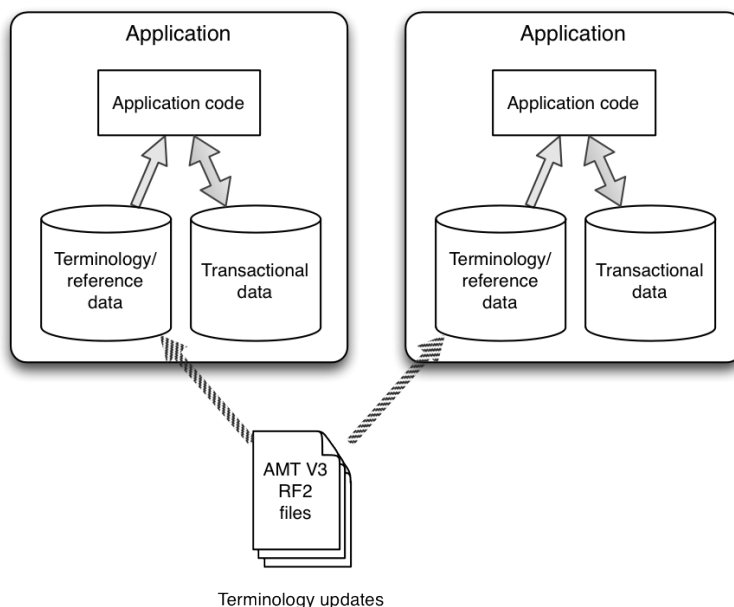 Application
Application code
Terminology/
reference
data
Transactional
data
Application
Application code
Terminology/
reference
data
Transactional
data
AMT V3
RF2
files
Terminology updates